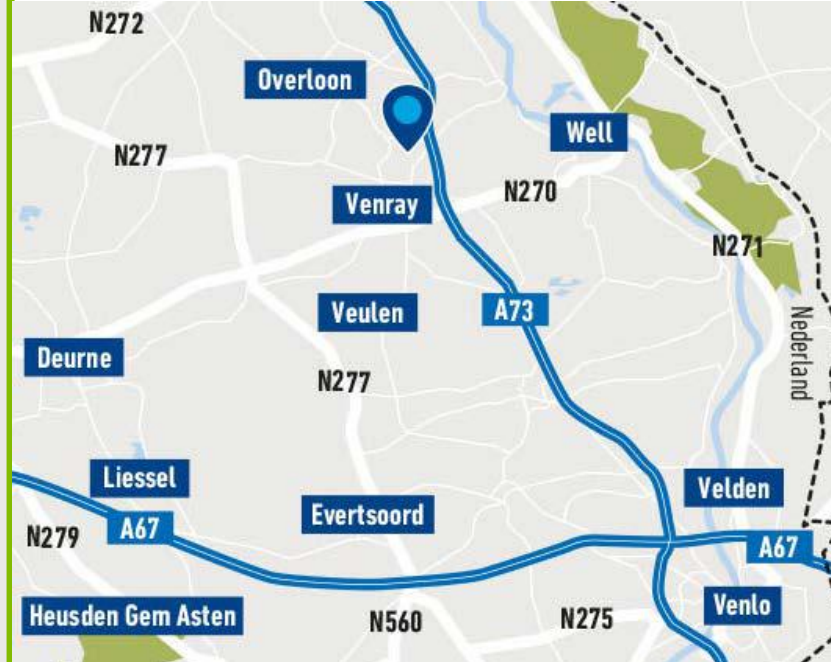 N272
Overloon
Well
N277
N270
Venray
N271
Veulen
A73
Nederland
Deurne
N277
Liessel
Velden
Evertsoord
A67
N279
A67
Heusden Gem Asten
Venlo
N560
N275